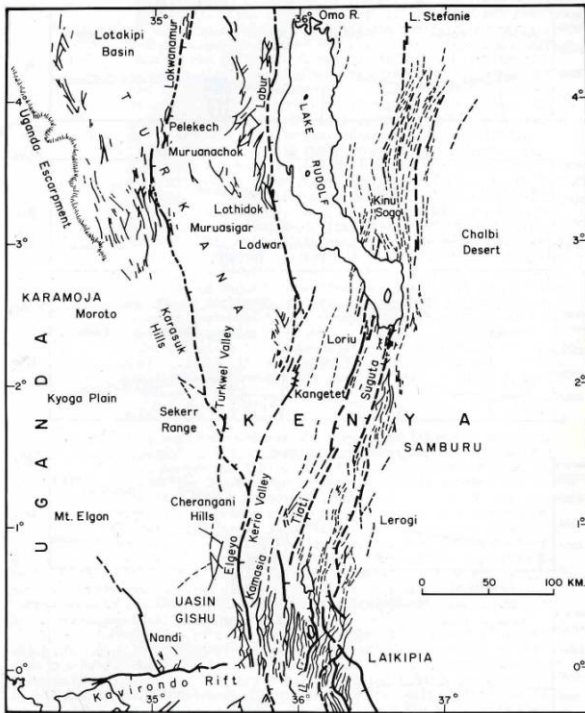 35°
36°
Omo R.
L. Stefanie
Lotakipi
Basin
Lokwanamur
Labur
4°
4°
Uganda Escarpment
TURKANA
LAKE RUDOLF
Pelekech
Muruanachok
Kinu
Sogo
Lothidok
Muruasigar
Lodwar
3°
3°
Chalbi
Desert
KARAMOJA
Moroto
Karasuk
Hills
Turkwel Valley
Loriu
Suguta
2°
2°
Kyoga Plain
Kangetet
Sekerr
Range
UGANDA
KENYA
SAMBURU
Cherangani
Hills
Kerio Valley
Tiati
Mt. Elgon
1°
1°
Lerogi
Elgeyo
Kamasia
0 50 100 KM.
UASIN
GISHU
Nandi
LAIKIPIA
0°
0°
Kavirondo Rift
35°
36°
37°